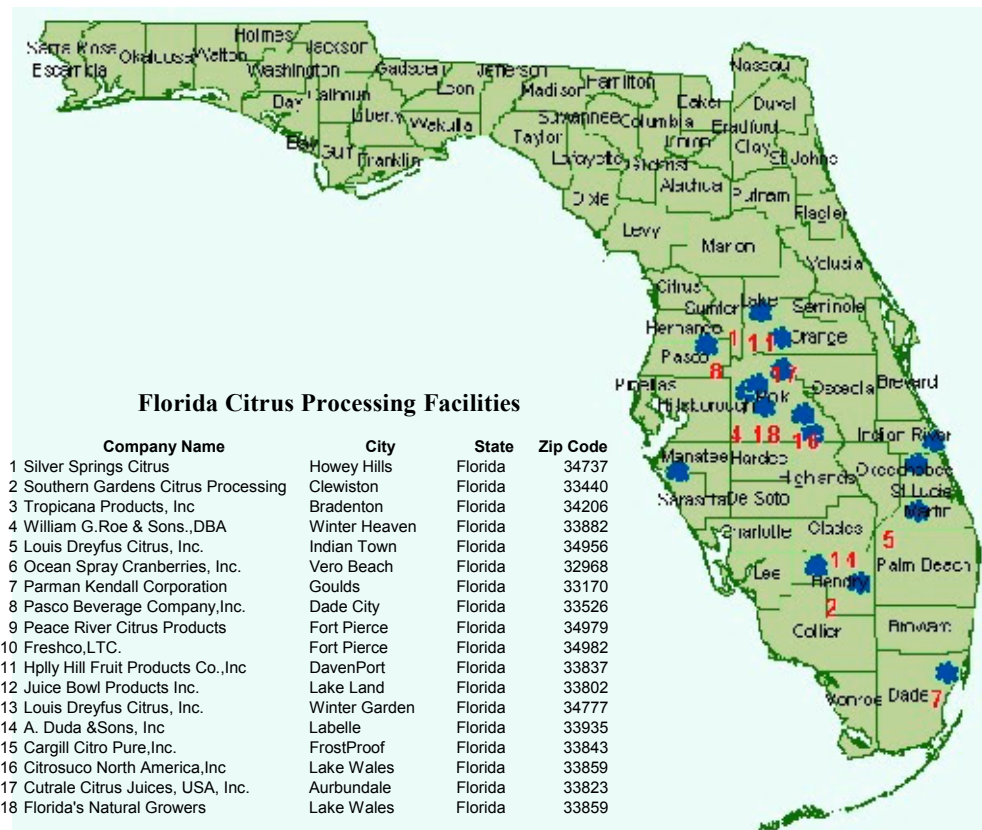 Holmes
Jackson
Santa Rosa
Okaloosa
Walton
Escambia
Washington
Gadsden
Jefferson
Hamilton
Nassau
Leon
Madison
Bay
Calhoun
Baker
Duval
Liberty
Wakulla
Suwannee
Columbia
Bradford
Taylor
Union
Clay
St Johns
Gulf
Franklin
Lafayette
Gilchrist
Alachua
Putnam
Dixie
Flagler
Levy
Marion
Volusia
Citrus
Sumter
Lake
Seminole
Hernando
1
11
Orange
Pasco
8
17
Pinellas
Polk
Osceola
Brevard
Hillsborough
4
18
16
Indian River
Manatee
Hardee
Highlands
Okeechobee
St Lucie
Sarasota
De Soto
Martin
Charlotte
Glades
5
14
Lee
Hendry
Palm Beach
2
Collier
Broward
Monroe
Dade
7
Florida Citrus Processing Facilities
Company Name City State Zip Code
1 Silver Springs Citrus Howey Hills Florida 34737
2 Southern Gardens Citrus Processing Clewiston Florida 33440
3 Tropicana Products, Inc Bradenton Florida 34206
4 William G.Roe & Sons.,DBA Winter Heaven Florida 33882
5 Louis Dreyfus Citrus, Inc. Indian Town Florida 34956
6 Ocean Spray Cranberries, Inc. Vero Beach Florida 32968
7 Parman Kendall Corporation Goulds Florida 33170
8 Pasco Beverage Company,Inc. Dade City Florida 33526
9 Peace River Citrus Products Fort Pierce Florida 34979
10 Freshco,LTC. Fort Pierce Florida 34982
11 Hplly Hill Fruit Products Co.,Inc DavenPort Florida 33837
12 Juice Bowl Products Inc. Lake Land Florida 33802
13 Louis Dreyfus Citrus, Inc. Winter Garden Florida 34777
14 A. Duda &Sons, Inc Labelle Florida 33935
15 Cargill Citro Pure,Inc. FrostProof Florida 33843
16 Citrosuco North America,Inc Lake Wales Florida 33859
17 Cutrale Citrus Juices, USA, Inc. Aurbundale Florida 33823
18 Florida's Natural Growers Lake Wales Florida 33859